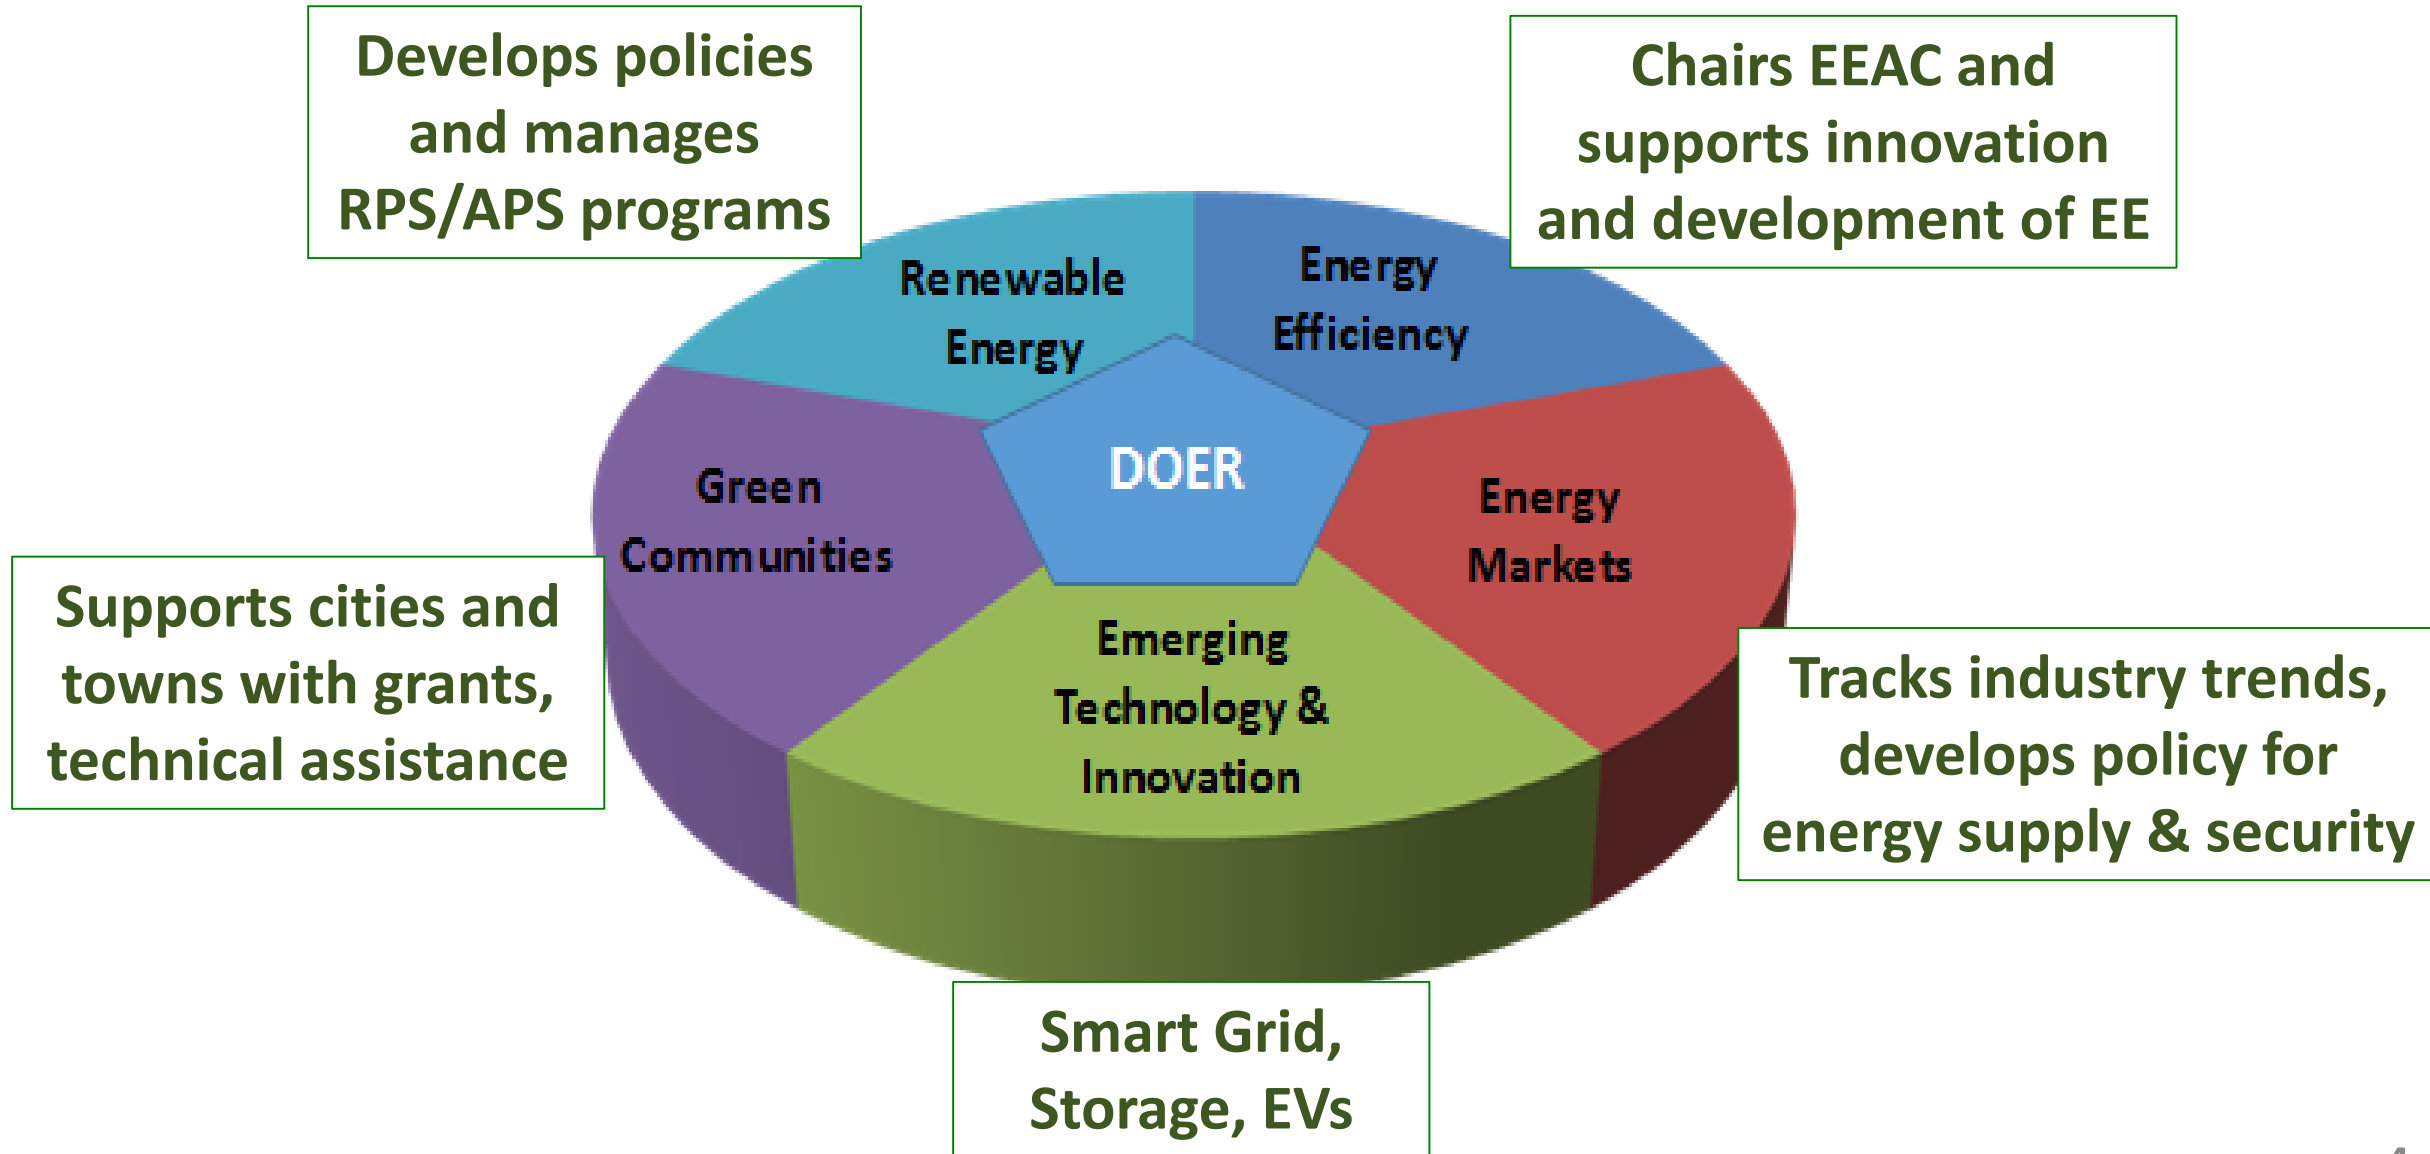 Develops policies
and manages
RPS/APS programs
Chairs EEAC and
supports innovation
and development of EE
Renewable
Energy
Energy
Efficiency
DOER
Green
Communities
Energy
Markets
Emerging
Technology &
Innovation
Supports cities and
towns with grants,
technical assistance
Tracks industry trends,
develops policy for
energy supply & security
Smart Grid,
Storage, EVs